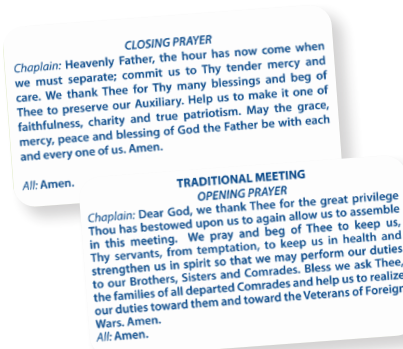 CLOSING PRAYER
Chaplain: Heavenly Father, the hour has now come when
we must separate; commit us to Thy tender mercy and
care. We thank Thee for Thy many blessings and beg of
Thee to preserve our Auxiliary. Help us to make it one of
faithfulness, charity and true patriotism. May the grace,
mercy, peace and blessing of God the Father be with each
and every one of us. Amen.
All: Amen.
TRADITIONAL MEETING
OPENING PRAYER
Chaplain: Dear God, we thank Thee for the great privilege
Thou has bestowed upon us to again allow us to assemble
in this meeting. We pray and beg of Thee to keep us,
Thy servants, from temptation, to keep us in health and
strengthen us in spirit so that we may perform our duties
to our Brothers, Sisters and Comrades. Bless we ask Thee,
the families of all departed Comrades and help us to realize
our duties toward them and toward the Veterans of Foreign
Wars. Amen.
All: Amen.